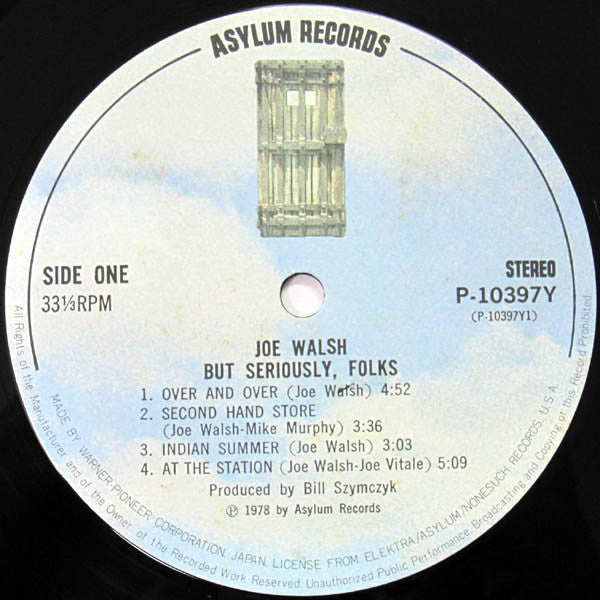 ASYLUM RECORDS
SIDE ONE
33⅓RPM
STEREO
P-10397Y
(P-10397Y1)
JOE WALSH
BUT SERIOUSLY, FOLKS
1. OVER AND OVER (Joe Walsh) 4:52
2. SECOND HAND STORE
(Joe Walsh-Mike Murphy) 3:36
3. INDIAN SUMMER (Joe Walsh) 3:03
4. AT THE STATION (Joe Walsh-Joe Vitale) 5:09
Produced by Bill Szymczyk
Ⓟ 1978 by Asylum Records
MADE BY WARNER-PIONEER CORPORATION, JAPAN. LICENSE FROM ELEKTRA/ASYLUM/NONESUCH RECORDS, U.S.A.
All Rights of the Manufacturer and of the Owner of the Recorded Work Reserved. Unauthorized Public Performance, Broadcasting and Copying of this Record Prohibited.